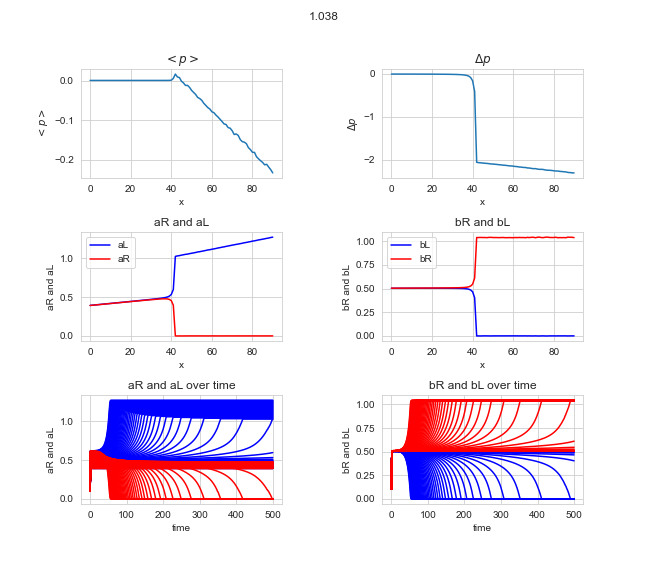 1.038
< p >
Δp
0.0
−0.1
−0.2
< p >
0 20 40 60 80
x
0
−1
−2
Δp
0 20 40 60 80
x
aR and aL
bR and bL
aL
aR
1.0
0.5
0.0
aR and aL
0 20 40 60 80
x
bL
bR
1.00
0.75
0.50
0.25
0.00
bR and bL
0 20 40 60 80
x
aR and aL over time
bR and bL over time
1.0
0.5
0.0
aR and aL
0 100 200 300 400 500
time
1.00
0.75
0.50
0.25
0.00
bR and bL
0 100 200 300 400 500
time